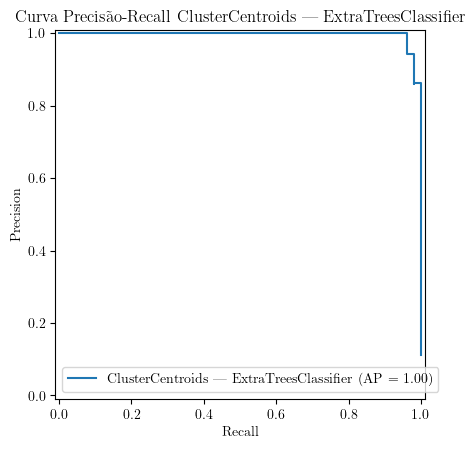 Curva Precisão-Recall ClusterCentroids — ExtraTreesClassifier
1.0
0.8
0.6
0.4
0.2
0.0
Precision
ClusterCentroids — ExtraTreesClassifier (AP = 1.00)
0.0 0.2 0.4 0.6 0.8 1.0
Recall